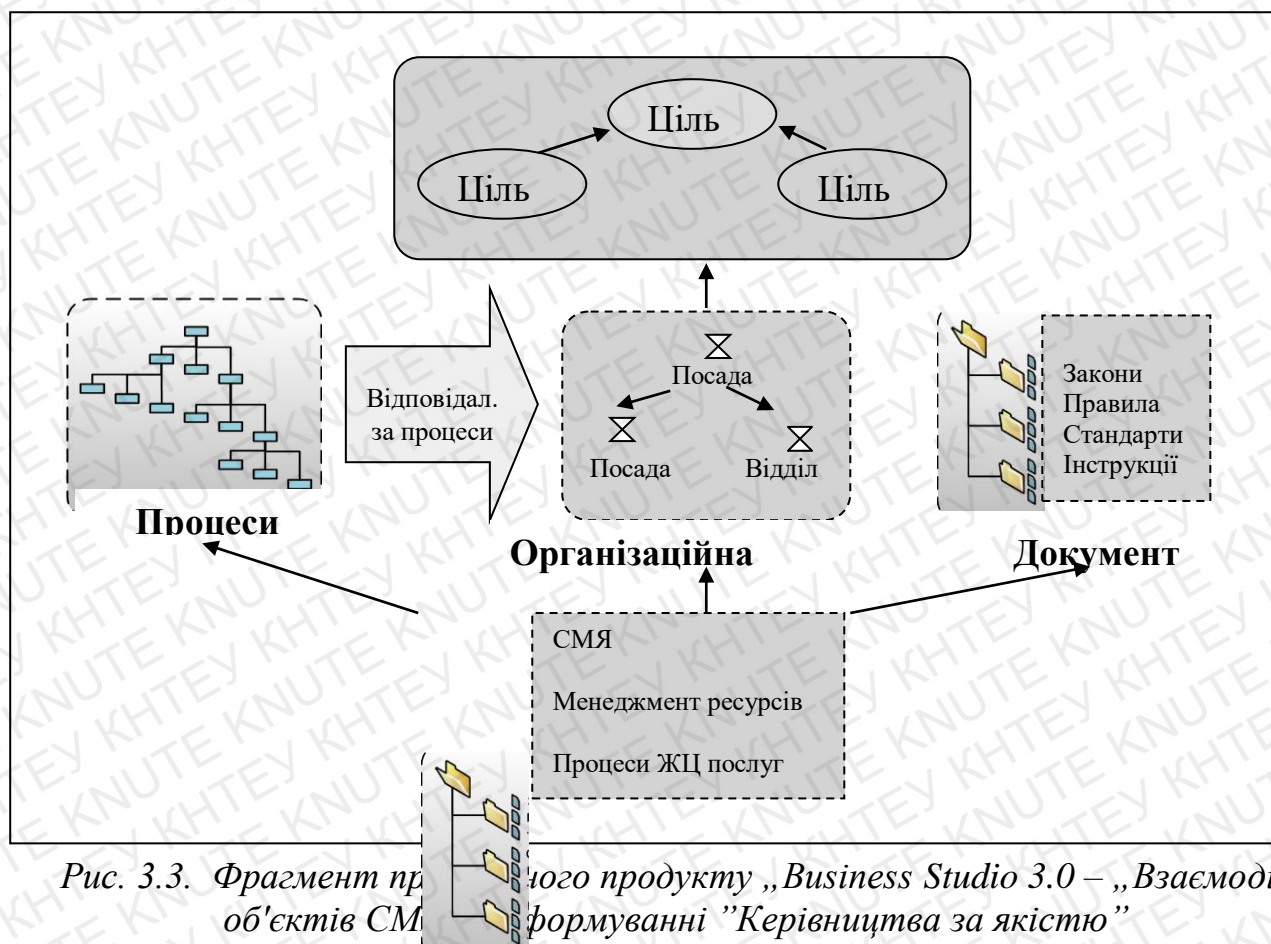 Ціль
Ціль Ціль
Відповідал.
за процеси
Посада
Посада Відділ
Закони
Правила
Стандарти
Інструкції
Процеси
Організаційна
Документ
СМЯ
Менеджмент ресурсів
Процеси ЖЦ послуг
Рис. 3.3. Фрагмент пр ного продукту „Business Studio 3.0 – „Взаємоді
об'єктів СМ формуванні ”Керівництва за якістю”